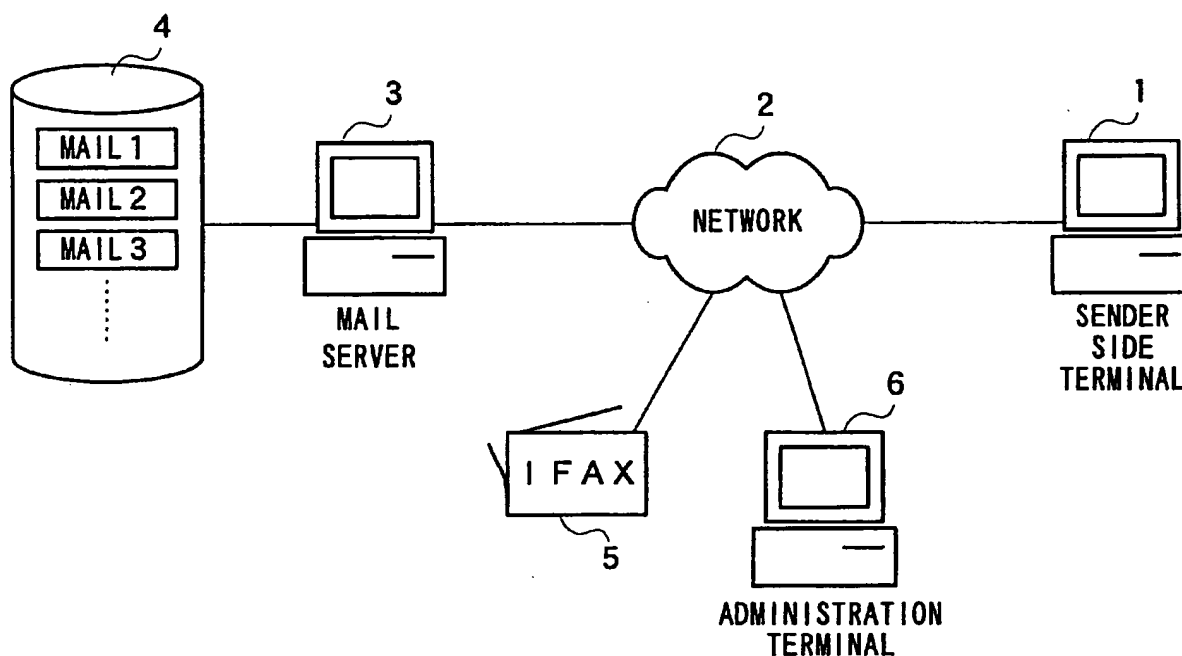 4
MAIL 1
MAIL 2
MAIL 3
3
MAIL
SERVER
2
NETWORK
1
SENDER
SIDE
TERMINAL
IFAX
5
6
ADMINISTRATION
TERMINAL